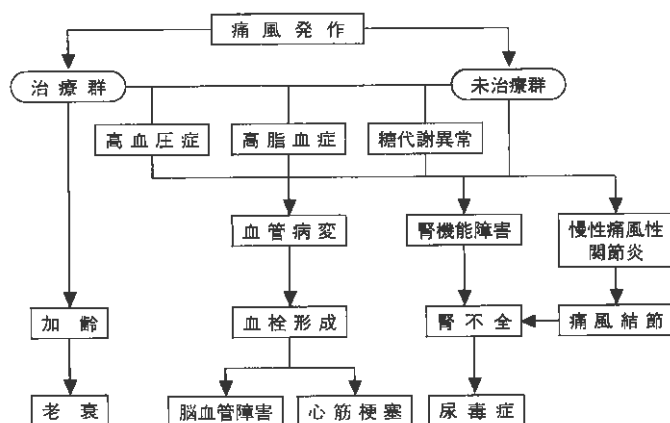 痛風発作
治療群
未治療群
高血圧症
高脂血症
糖代謝異常
血管病変
腎機能障害
慢性痛風性
関節炎
加齢
血栓形成
腎不全
痛風結節
老衰
脳血管障害
心筋梗塞
尿毒症